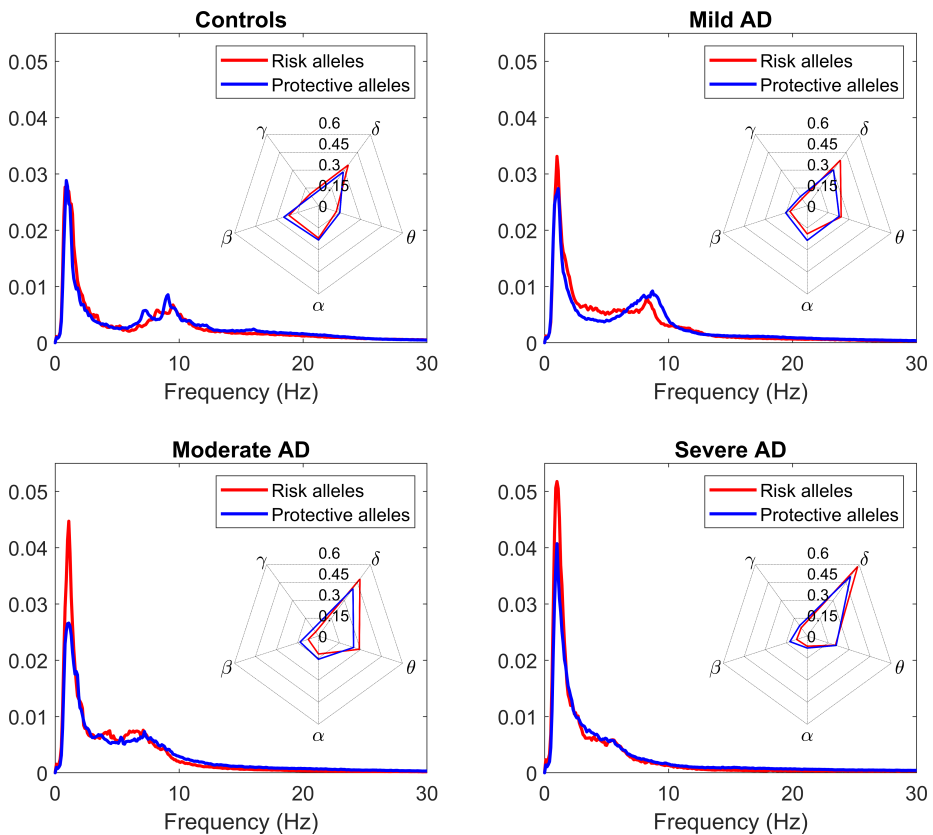 Controls
0.05
0.04
0.03
0.02
0.01
0
0 10 20 30
Frequency (Hz)
Risk alleles
Protective alleles
γ δ
0.6
0.45
0.3
0.15
0
β θ
α
Mild AD
0.05
0.04
0.03
0.02
0.01
0
0 10 20 30
Frequency (Hz)
Risk alleles
Protective alleles
γ δ
0.6
0.45
0.3
0.15
0
β θ
α
Moderate AD
0.05
0.04
0.03
0.02
0.01
0
0 10 20 30
Frequency (Hz)
Risk alleles
Protective alleles
γ δ
0.6
0.45
0.3
0.15
0
β θ
α
Severe AD
0.05
0.04
0.03
0.02
0.01
0
0 10 20 30
Frequency (Hz)
Risk alleles
Protective alleles
γ δ
0.6
0.45
0.3
0.15
0
β θ
α